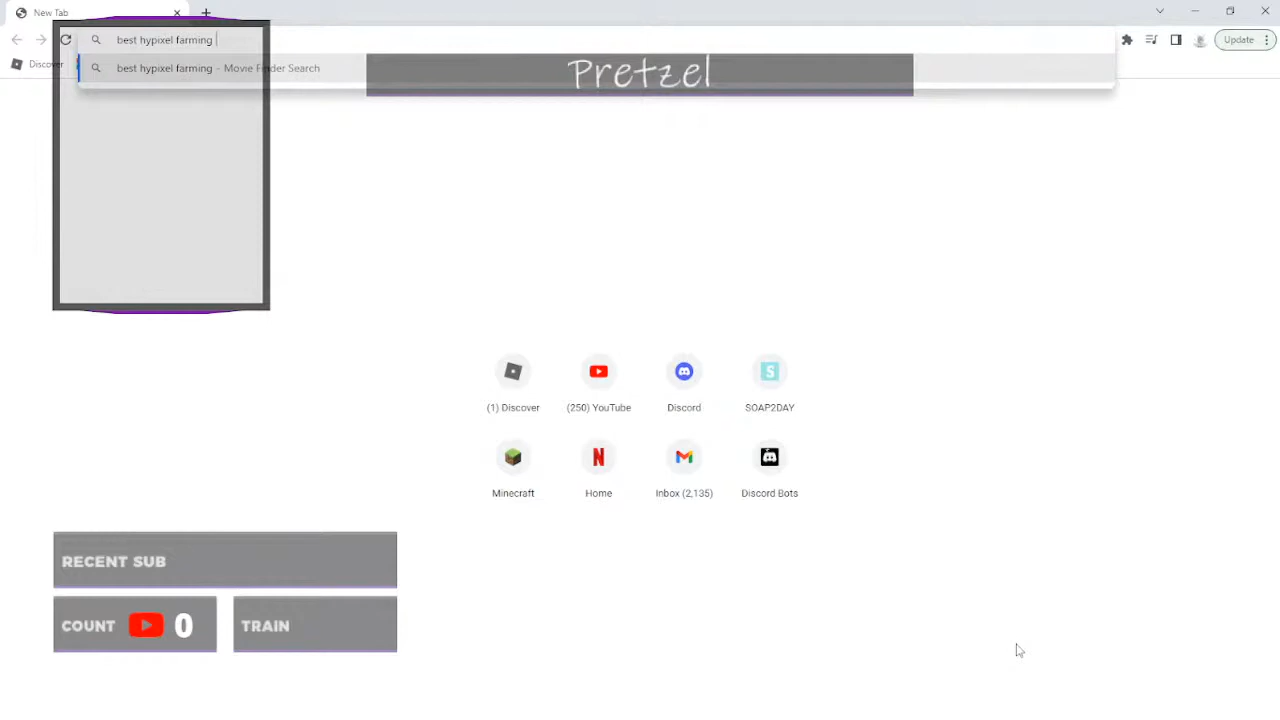 New Tab
best hypixel farming
Update
best hypixel farming - Movie Finder Search
Discover
Pretzel
(1) Discover
(250) YouTube
Discord
S
SOAP2DAY
N
Minecraft
Home
Inbox (2,135)
Discord Bots
RECENT SUB
COUNT 0
TRAIN